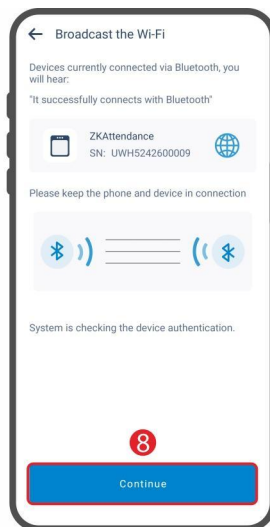 Broadcast the Wi-Fi
Devices currently connected via Bluetooth, you
will hear:
"It successfully connects with Bluetooth"
ZKAttendance
SN: UWH5242600009
Please keep the phone and device in connection
System is checking the device authentication.
8
Continue